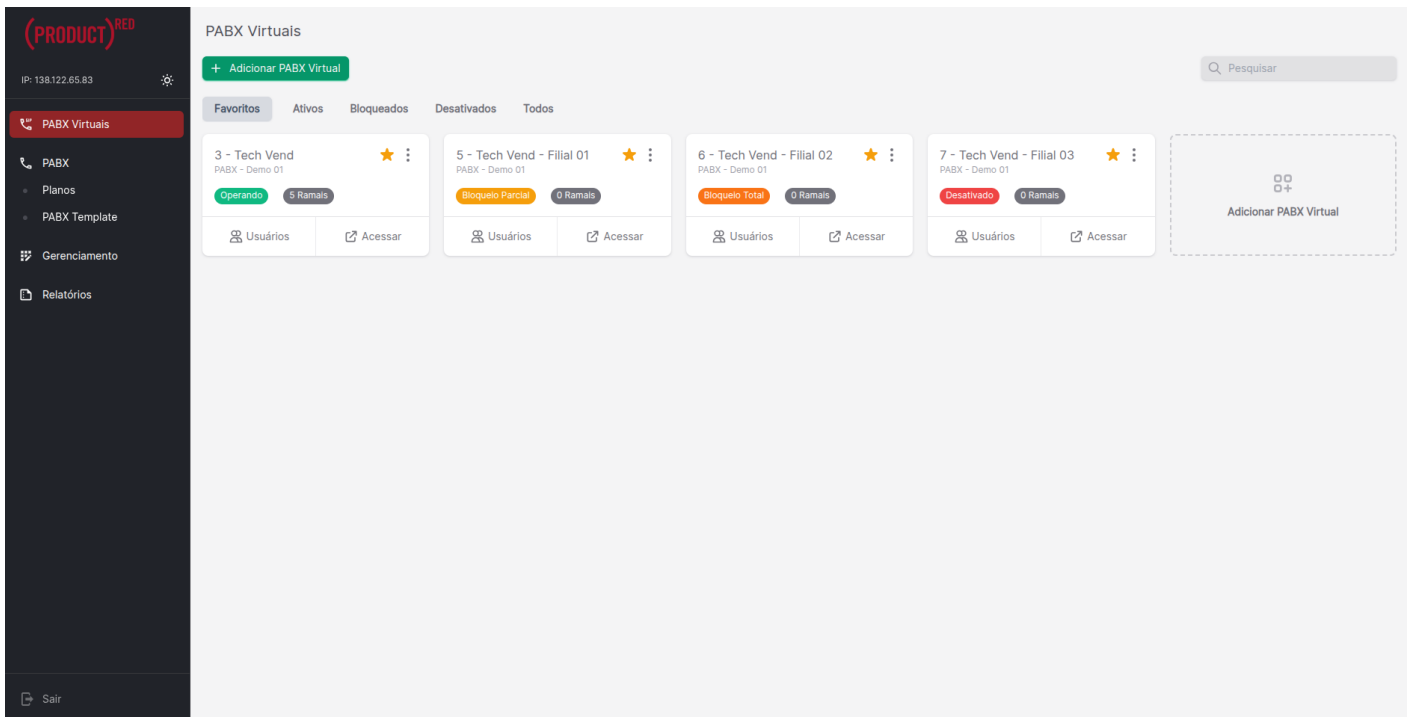 (PRODUCT)RED
IP: 138.122.65.83
PABX Virtuais
PABX
Planos
PABX Template
Gerenciamento
Relatórios
Sair
PABX Virtuais
+ Adicionar PABX Virtual
Pesquisar
Favoritos Ativos Bloqueados Desativados Todos
3 - Tech Vend
PABX - Demo 01
Operando 5 Ramais
Usuários Acessar
5 - Tech Vend - Filial 01
PABX - Demo 01
Bloqueio Parcial 0 Ramais
Usuários Acessar
6 - Tech Vend - Filial 02
PABX - Demo 01
Bloqueio Total 0 Ramais
Usuários Acessar
7 - Tech Vend - Filial 03
PABX - Demo 01
Desativado 0 Ramais
Usuários Acessar
Adicionar PABX Virtual